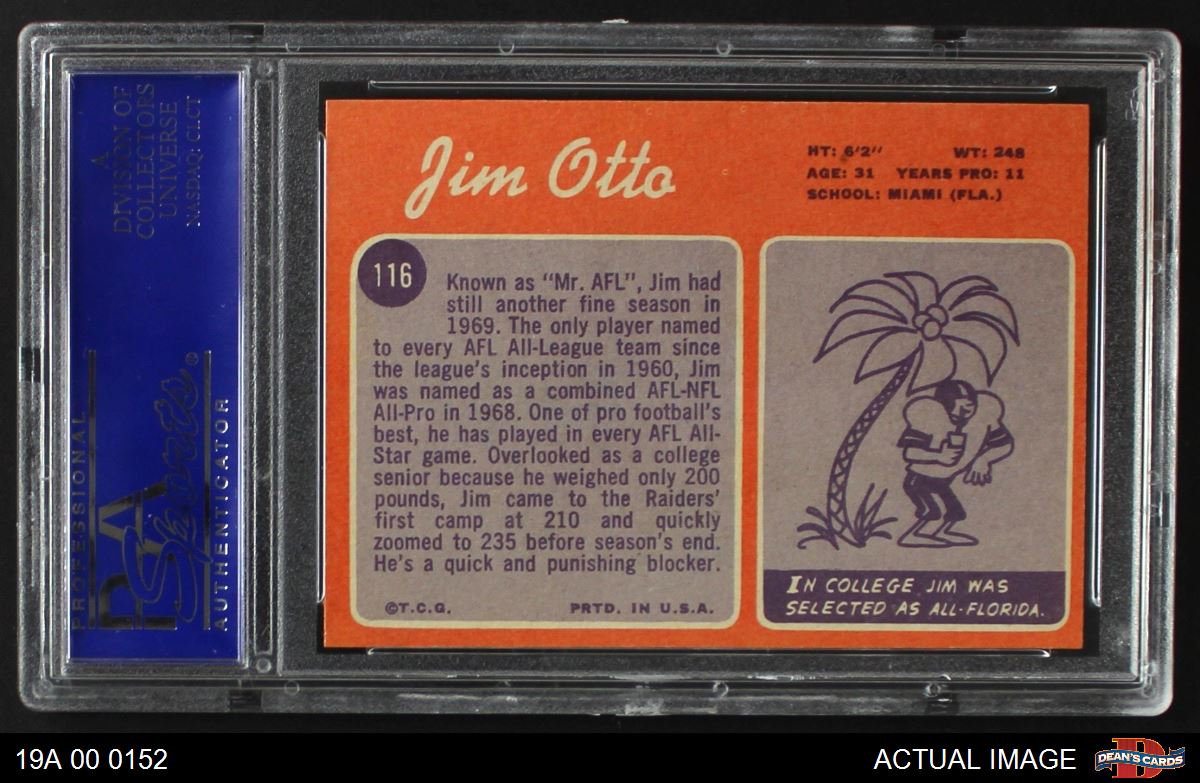 A
DIVISION OF
COLLECTORS
UNIVERSE
NASDAQ: CLCT
PROFESSIONAL
PSA
Sports®
AUTHENTICATOR
Jim Otto
HT: 6'2" WT: 248
AGE: 31 YEARS PRO: 11
SCHOOL: MIAMI (FLA.)
116
Known as "Mr. AFL", Jim had
still another fine season in
1969. The only player named
to every AFL All-League team since
the league's inception in 1960, Jim
was named as a combined AFL-NFL
All-Pro in 1968. One of pro football's
best, he has played in every AFL All-
Star game. Overlooked as a college
senior because he weighed only 200
pounds, Jim came to the Raiders'
first camp at 210 and quickly
zoomed to 235 before season's end.
He's a quick and punishing blocker.
©T.C.G. PRTD. IN U.S.A.
IN COLLEGE JIM WAS
SELECTED AS ALL-FLORIDA.
19A 00 0152
ACTUAL IMAGE
D
DEAN'S CARDS